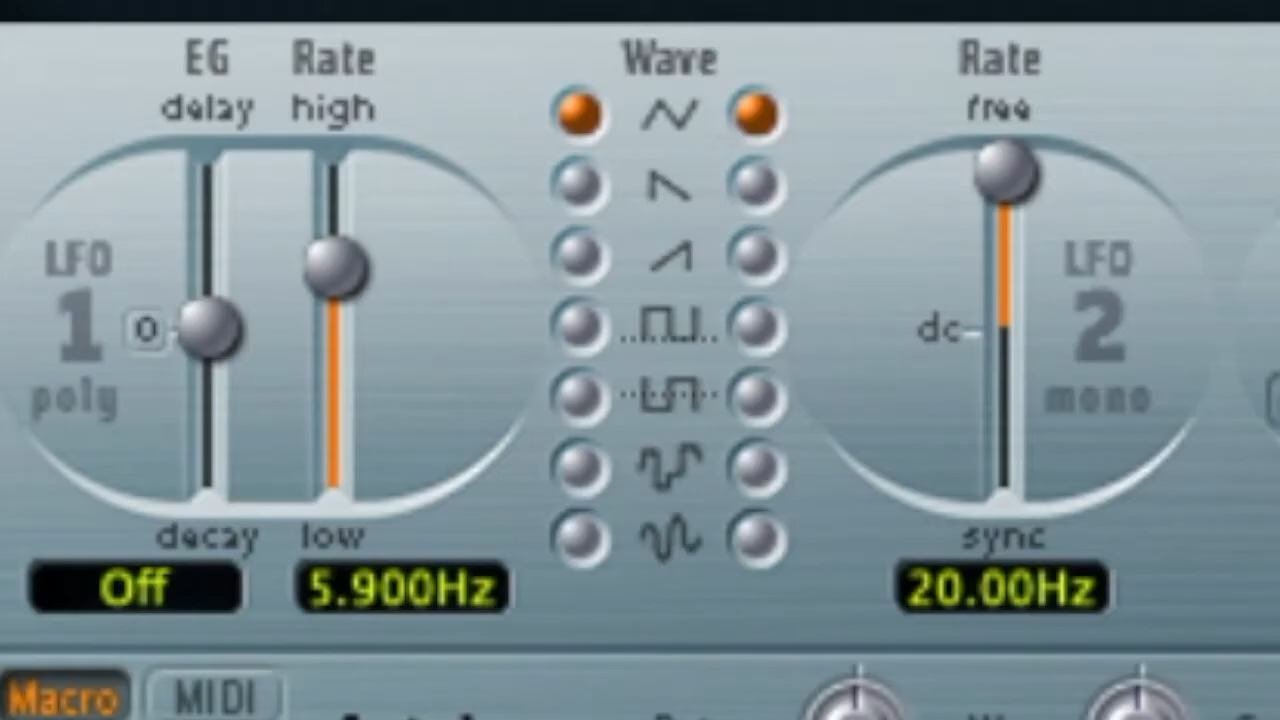 EG Rate Wave Rate
delay high free
LFO
1
poly
0
dc
LFO
2
mono
decay low sync
Off 5.900Hz 20.00Hz
Macro MIDI